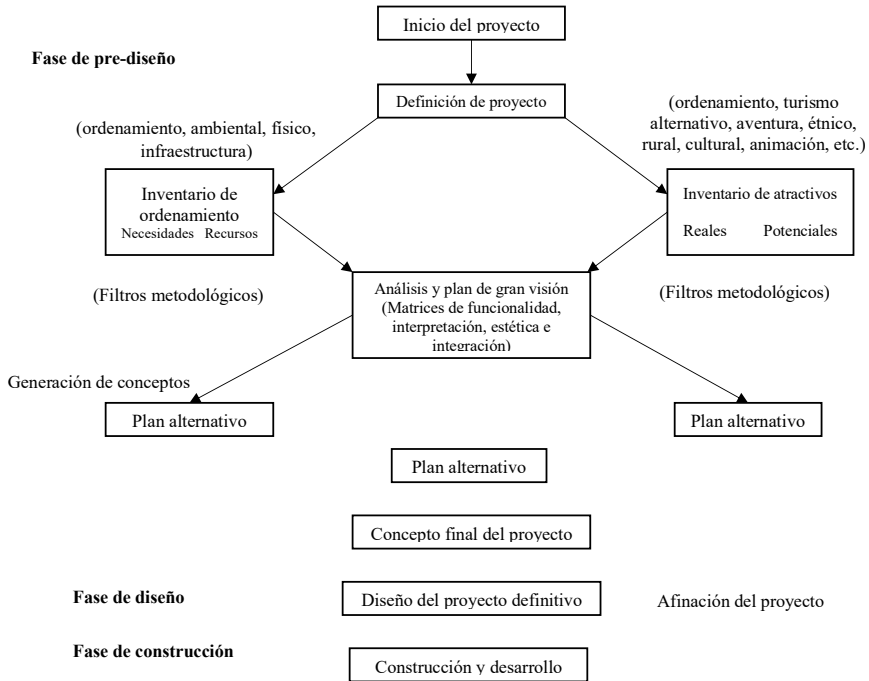 Inicio del proyecto
Fase de pre-diseño
Definición de proyecto
(ordenamiento, ambiental, físico,
infraestructura)
(ordenamiento, turismo
alternativo, aventura, étnico,
rural, cultural, animación, etc.)
Inventario de
ordenamiento
Necesidades Recursos
Inventario de atractivos
Reales Potenciales
(Filtros metodológicos)
Análisis y plan de gran visión
(Matrices de funcionalidad,
interpretación, estética e
integración)
(Filtros metodológicos)
Generación de conceptos
Plan alternativo
Plan alternativo
Plan alternativo
Concepto final del proyecto
Fase de diseño
Diseño del proyecto definitivo
Afinación del proyecto
Fase de construcción
Construcción y desarrollo